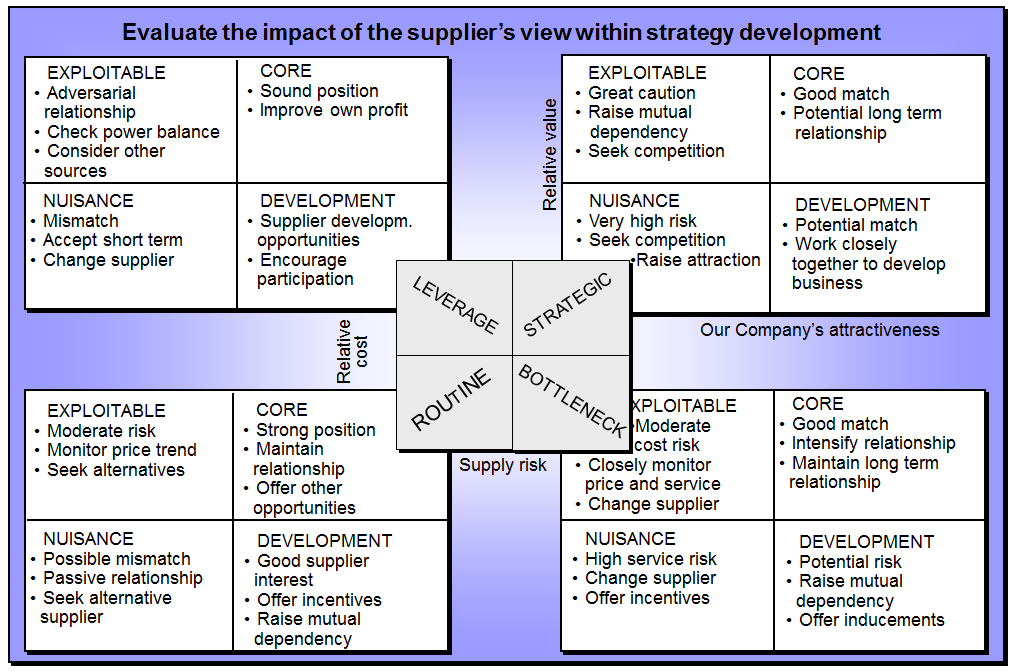 Evaluate the impact of the supplier's view within strategy development
EXPLOITABLE
• Adversarial
relationship
• Check power balance
• Consider other
sources
CORE
• Sound position
• Improve own profit
NUISANCE
• Mismatch
• Accept short term
• Change supplier
DEVELOPMENT
• Supplier developm.
opportunities
• Encourage
participation
Relative value
EXPLOITABLE
• Great caution
• Raise mutual
dependency
• Seek competition
CORE
• Good match
• Potential long term
relationship
NUISANCE
• Very high risk
• Seek competition
•Raise attraction
DEVELOPMENT
• Potential match
• Work closely
together to develop
business
Our Company's attractiveness
LEVERAGE
STRATEGIC
ROUTINE
BOTTLENECK
Relative
cost
Supply risk
EXPLOITABLE
• Moderate risk
• Monitor price trend
• Seek alternatives
CORE
• Strong position
• Maintain
relationship
• Offer other
opportunities
NUISANCE
• Possible mismatch
• Passive relationship
• Seek alternative
supplier
DEVELOPMENT
• Good supplier
interest
• Offer incentives
• Raise mutual
dependency
XPLOITABLE
•Moderate
cost risk
• Closely monitor
price and service
• Change supplier
CORE
• Good match
• Intensify relationship
• Maintain long term
relationship
NUISANCE
• High service risk
• Change supplier
• Offer incentives
DEVELOPMENT
• Potential risk
• Raise mutual
dependency
• Offer inducements